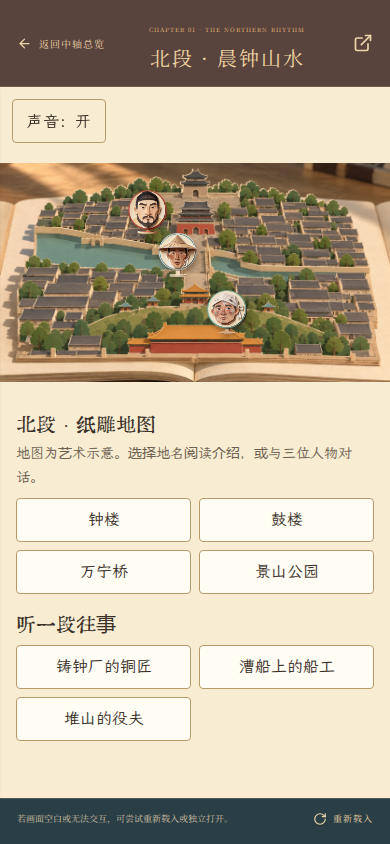 CHAPTER 01 · THE NORTHERN RHYTHM
返回中轴总览
北段 · 晨钟山水
声音：开
北段 · 纸雕地图
地图为艺术示意。选择地名阅读介绍，或与三位人物对
话。
钟楼
鼓楼
万宁桥
景山公园
听一段往事
铸钟厂的铜匠
漕船上的船工
堆山的役夫
若画面空白或无法交互，可尝试重新载入或独立打开。
重新载入